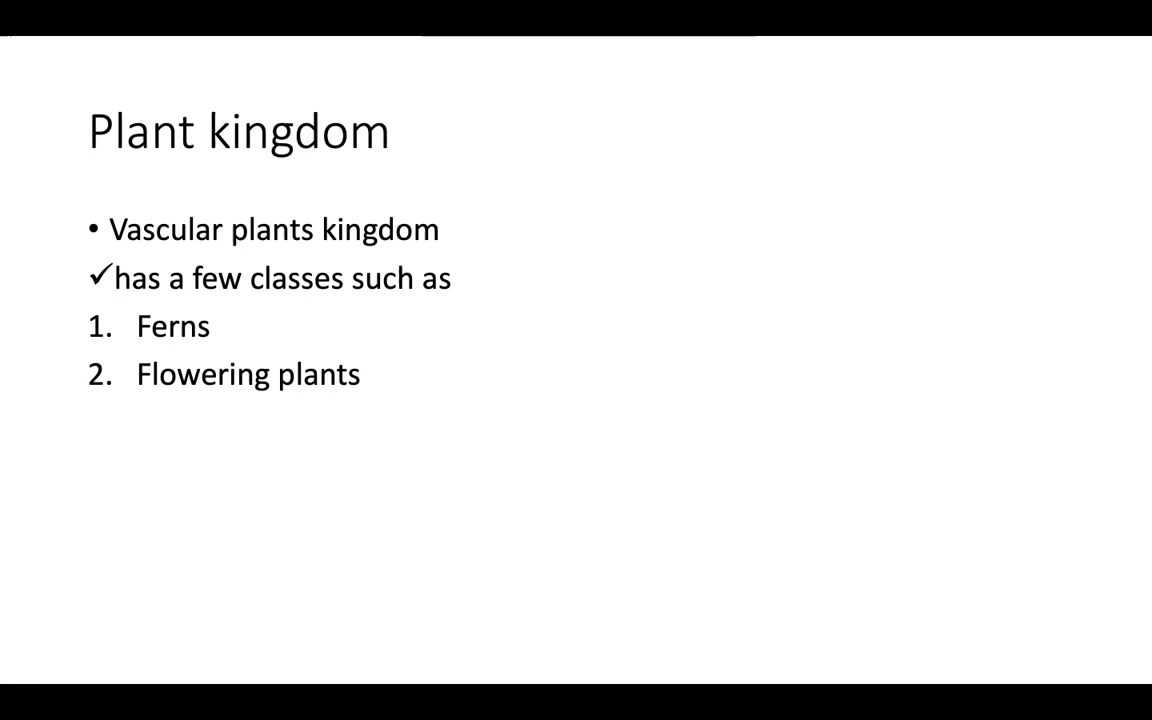 Plant kingdom
• Vascular plants kingdom
✓has a few classes such as
1. Ferns
2. Flowering plants